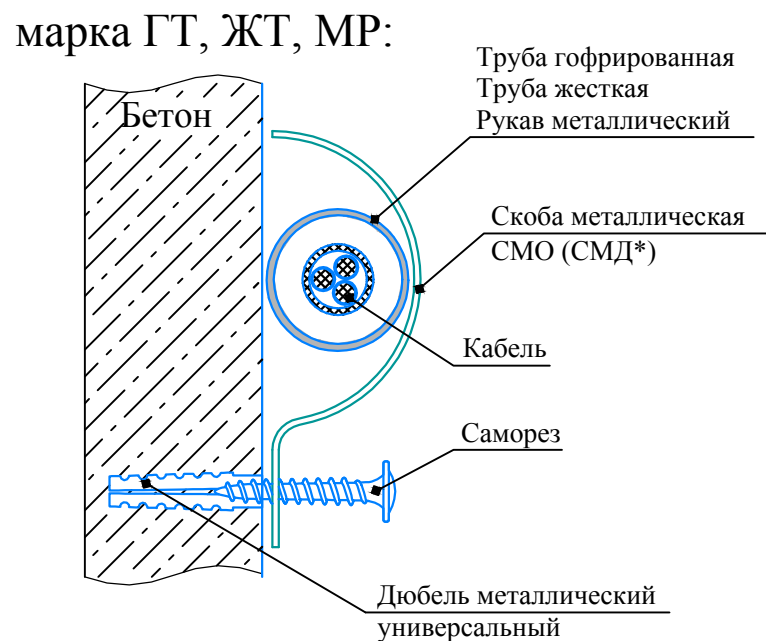 марка ГТ, ЖТ, МР:
Труба гофрированная
Труба жесткая
Рукав металлический
Бетон
Скоба металлическая
СМО (СМД*)
Кабель
Саморез
Дюбель металлический
универсальный